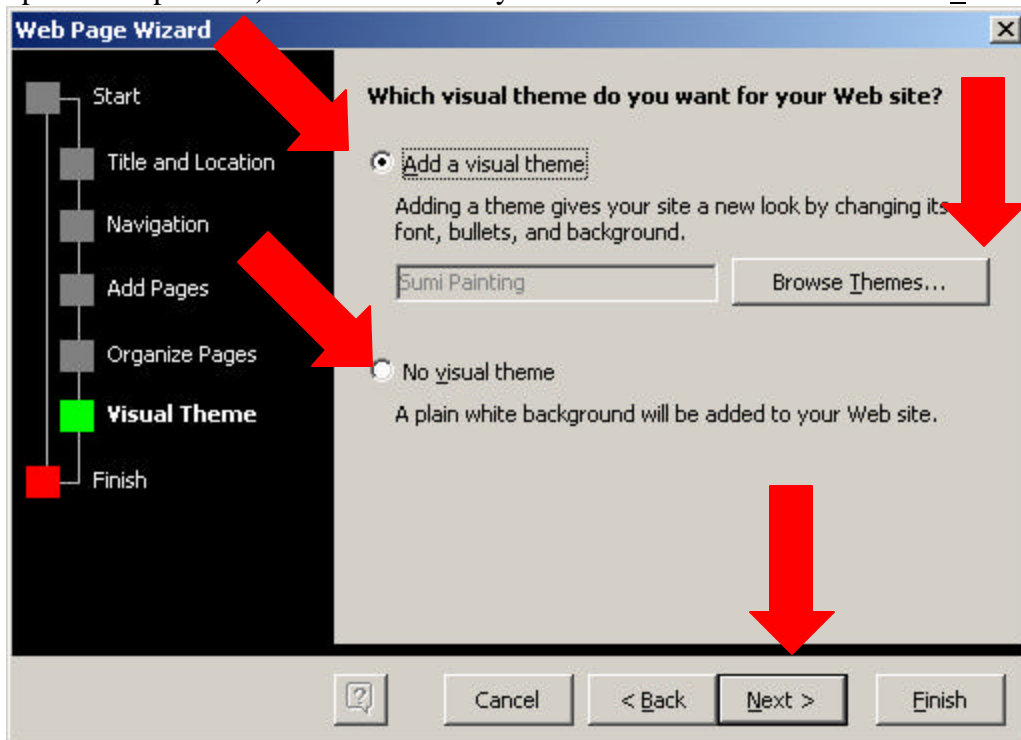 Web Page Wizard
Start
Title and Location
Navigation
Add Pages
Organize Pages
Visual Theme
Finish
Which visual theme do you want for your Web site?
Add a visual theme
Adding a theme gives your site a new look by changing its
font, bullets, and background.
Sumi Painting
Browse Themes...
No visual theme
A plain white background will be added to your Web site.
Cancel
< Back
Next >
Finish